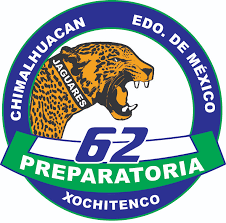 CHIMALHUACAN EDO. DE MÉXICO
JAGUARES
62
PREPARATORIA
XOCHITENCO